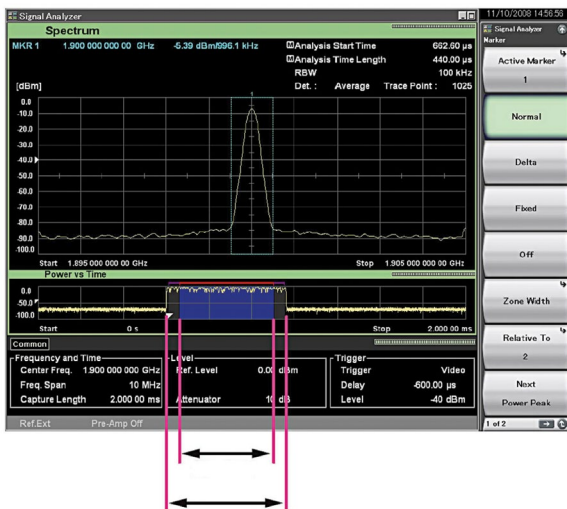 Signal Analyzer
11/10/2008 14:56:56
Spectrum
MKR 1 1.900 000 000 00 GHz -5.39 dBm/996.1 kHz
Analysis Start Time 662.60 µs
Analysis Time Length 440.00 µs
RBW 100 kHz
Det. : Average Trace Point : 1025
[dBm]
1
0.0
-10.0
-20.0
-30.0
-40.0
-50.0
-60.0
-70.0
-80.0
-90.0
-100.0
Start 1.895 000 000 00 GHz Stop 1.905 000 000 00 GHz
Power vs Time
0.0
-50.0
-100.0
Start 0 s Stop 2.000 00 ms
Common
Frequency and Time
Center Freq. 1.900 000 000 GHz
Freq. Span 10 MHz
Capture Length 2.000 00 ms
Level
Ref. Level 0.00 dBm
Attenuator 10 dB
Trigger
Trigger Video
Delay -600.00 µs
Level -40 dBm
Ref.Ext Pre-Amp Off
Signal Analyzer
Marker
Active Marker
1
Normal
Delta
Fixed
Off
Zone Width
Relative To
2
Next
Power Peak
1 of 2